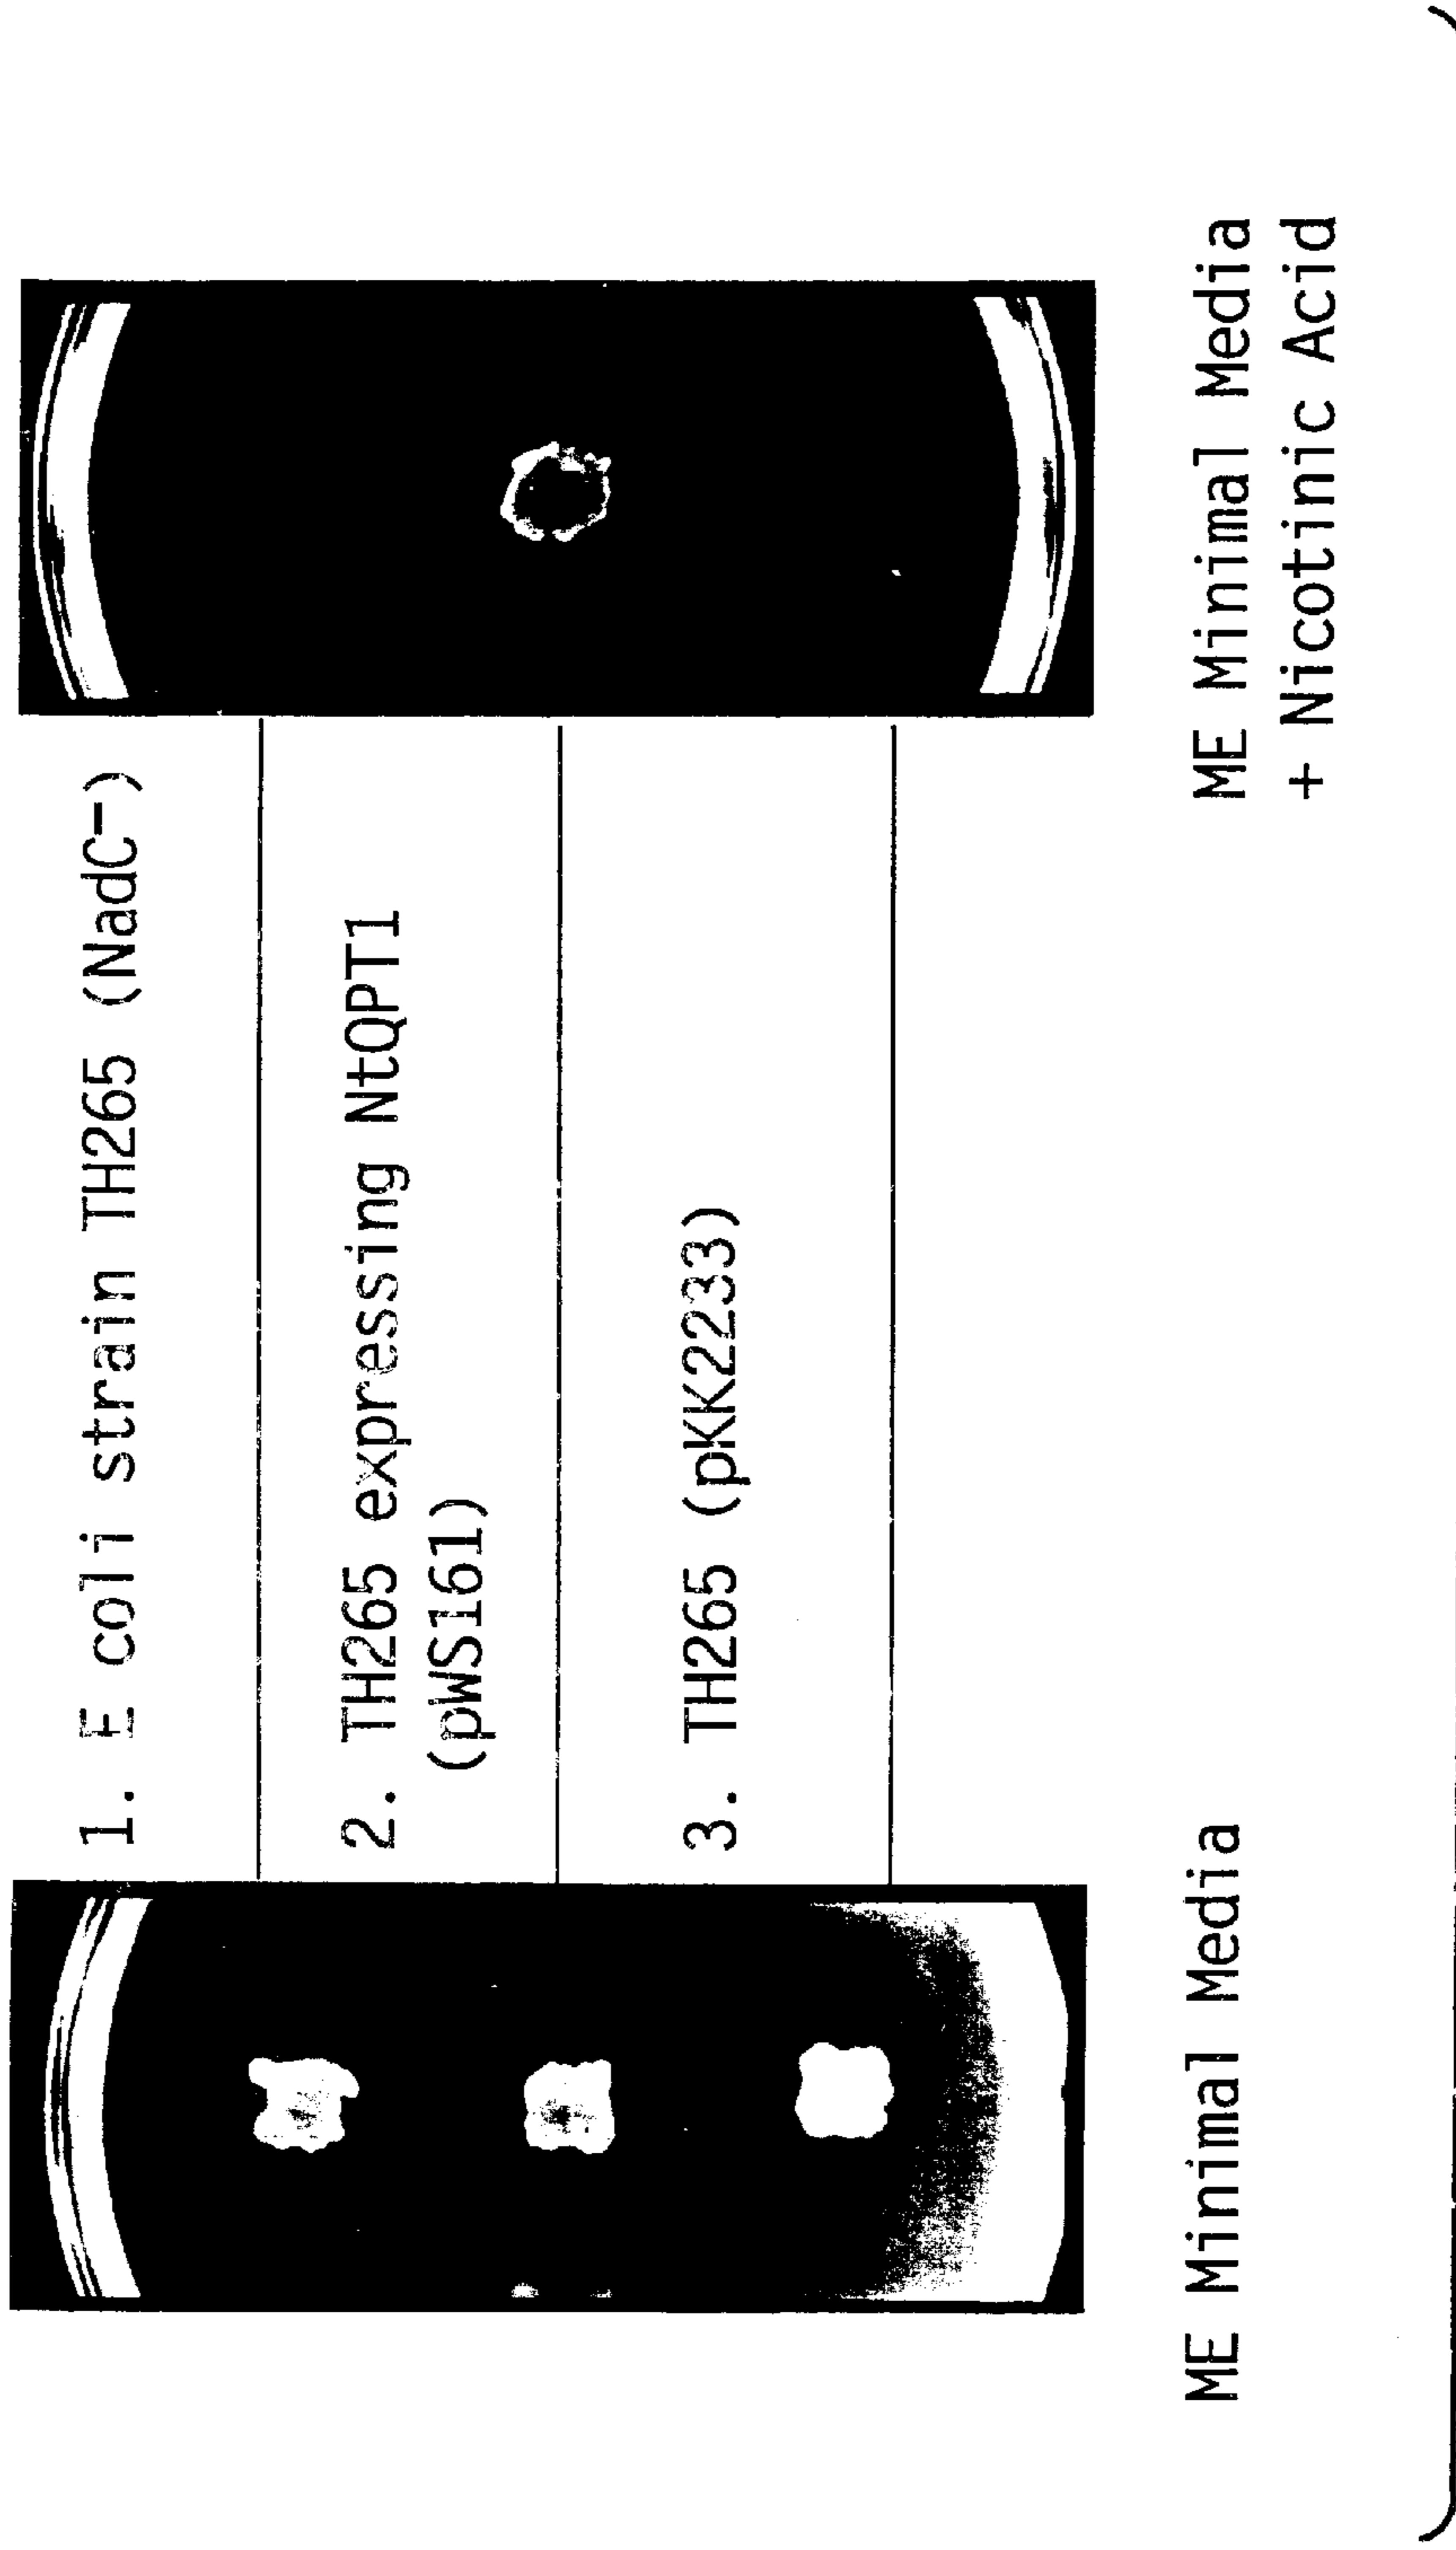 1. E coli strain TH265 (NadC-)
2. TH265 expressing NtQPT1
(pWS161)
3. TH265 (pKK233)
ME Minimal Media
ME Minimal Media
+ Nicotinic Acid